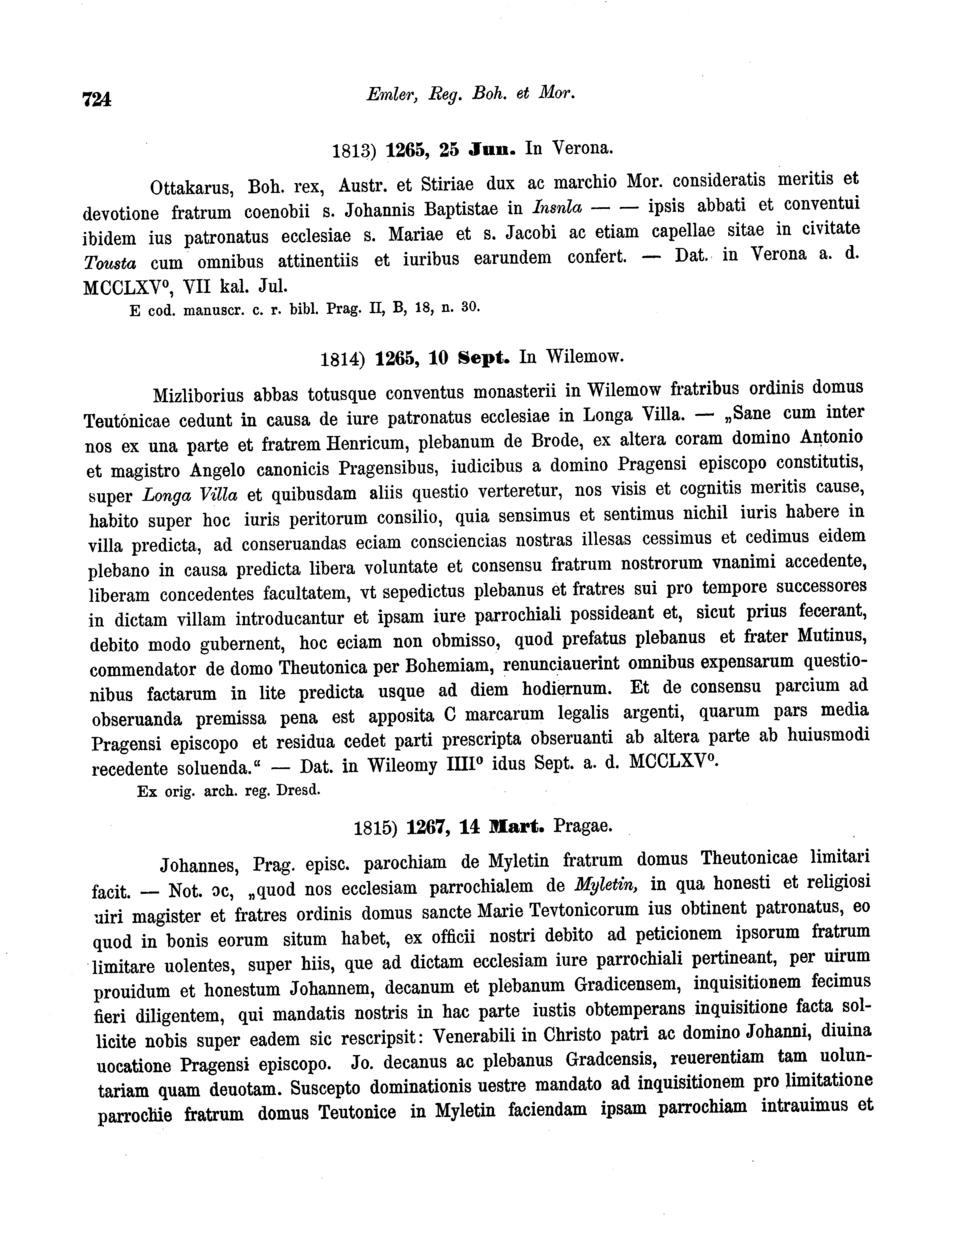 724
Emler, Reg. Boh. et Mor.
1813) 1265, 25 Jun. In Verona.
Ottakarus, Boh. rex, Austr. et Stiriae dux ac marchio Mor. consideratis meritis et
devotione fratrum coenobii s. Johannis Baptistae in Insnla — — ipsis abbati et conventui
ibidem ius patronatus ecclesiae s. Mariae et s. Jacobi ac etiam capellae sitae in civitate
Tousta cum omnibus attinentiis et iuribus earundem confert. — Dat. in Verona a. d.
MCCLXV⁰, VII kal. Jul.
E cod. manuscr. c. r. bibl. Prag. II, B, 18, n. 30.
1814) 1265, 10 Sept. In Wilemow.
Mizliborius abbas totusque conventus monasterii in Wilemow fratribus ordinis domus
Teutónicae cedunt in causa de iure patronatus ecclesiae in Longa Villa. — „Sane cum inter
nos ex una parte et fratrem Henricum, plebanum de Brode, ex altera coram domino Antonio
et magistro Angelo canonicis Pragensibus, iudicibus a domino Pragensi episcopo constitutis,
super Longa Villa et quibusdam aliis questio verteretur, nos visis et cognitis meritis cause,
habito super hoc iuris peritorum consilio, quia sensimus et sentimus nichil iuris habere in
villa predicta, ad conseruandas eciam consciencias nostras illesas cessimus et cedimus eidem
plebano in causa predicta libera voluntate et consensu fratrum nostrorum vnanimi accedente,
liberam concedentes facultatem, vt sepedictus plebanus et fratres sui pro tempore successores
in dictam villam introducantur et ipsam iure parrochiali possideant et, sicut prius fecerant,
debito modo gubernent, hoc eciam non obmisso, quod prefatus plebanus et frater Mutinus,
commendator de domo Theutonica per Bohemiam, renunciauerint omnibus expensarum questio-
nibus factarum in lite predicta usque ad diem hodiernum. Et de consensu parcium ad
obseruanda premissa pena est apposita C marcarum legalis argenti, quarum pars media
Pragensi episcopo et residua cedet parti prescripta obseruanti ab altera parte ab huiusmodi
recedente soluenda.“ — Dat. in Wileomy IIII⁰ idus Sept. a. d. MCCLXV⁰.
Ex orig. arch. reg. Dresd.
1815) 1267, 14 Mart. Pragae.
Johannes, Prag. episc. parochiam de Myletin fratrum domus Theutonicae limitari
facit. — Not. ɔc, „quod nos ecclesiam parrochialem de Myletin, in qua honesti et religiosi
uiri magister et fratres ordinis domus sancte Marie Tevtonicorum ius obtinent patronatus, eo
quod in bonis eorum situm habet, ex officii nostri debito ad peticionem ipsorum fratrum
limitare uolentes, super hiis, que ad dictam ecclesiam iure parrochiali pertineant, per uirum
prouidum et honestum Johannem, decanum et plebanum Gradicensem, inquisitionem fecimus
fieri diligentem, qui mandatis nostris in hac parte iustis obtemperans inquisitione facta sol-
licite nobis super eadem sic rescripsit: Venerabili in Christo patri ac domino Johanni, diuina
uocatione Pragensi episcopo. Jo. decanus ac plebanus Gradcensis, reuerentiam tam uolun-
tariam quam deuotam. Suscepto dominationis uestre mandato ad inquisitionem pro limitatione
parrochie fratrum domus Teutonice in Myletin faciendam ipsam parrochiam intrauimus et